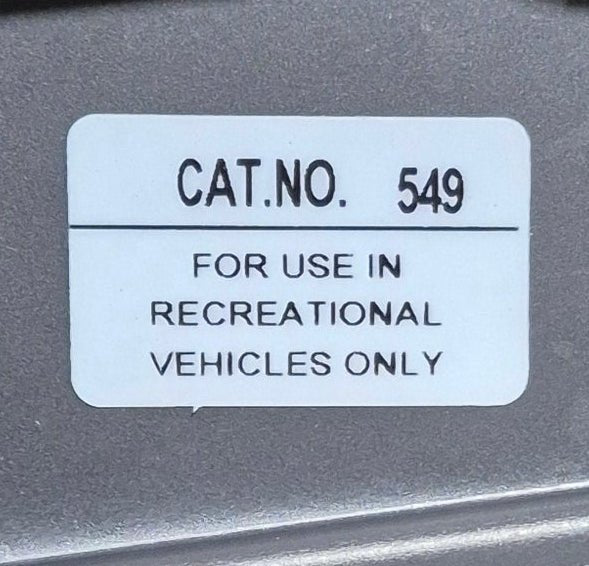 CAT.NO. 549
FOR USE IN
RECREATIONAL
VEHICLES ONLY